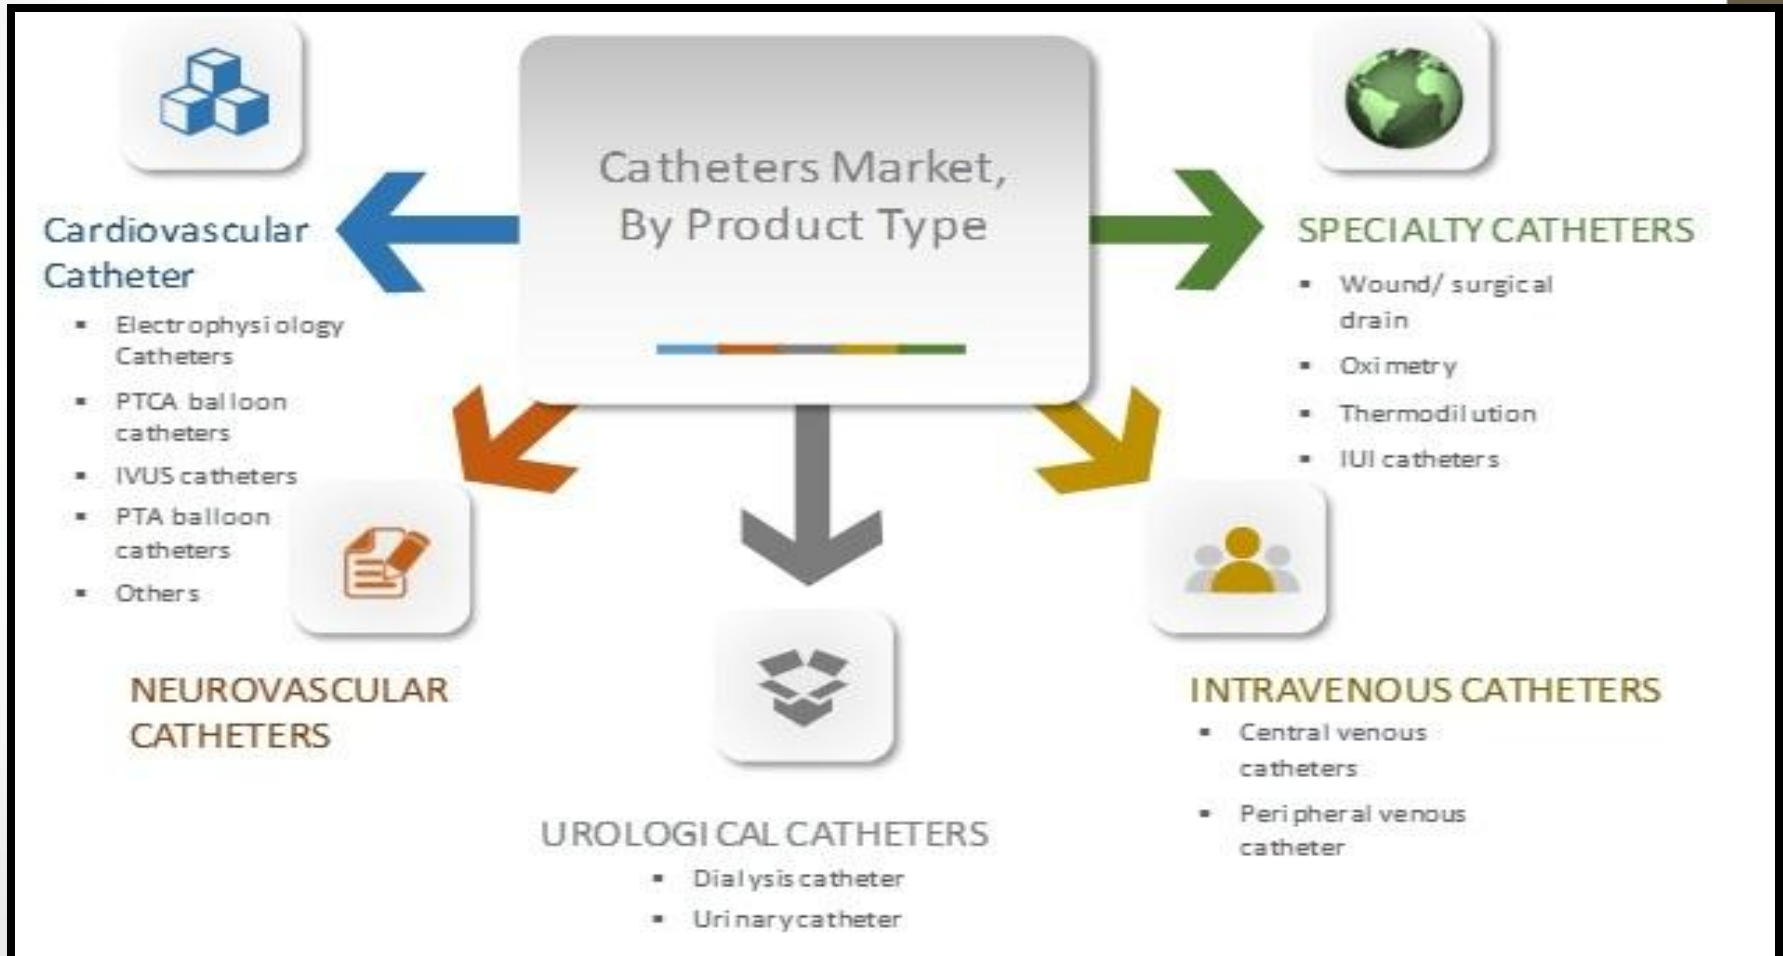 Catheters Market,
By Product Type
Cardiovascular
Catheter
▪ Electrophysiology
Catheters
▪ PTCA balloon
catheters
▪ IVUS catheters
▪ PTA balloon
catheters
▪ Others
NEUROVASCULAR
CATHETERS
UROLOGICAL CATHETERS
▪ Dialysis catheter
▪ Urinary catheter
INTRAVENOUS CATHETERS
▪ Central venous
catheters
▪ Peripheral venous
catheter
SPECIALTY CATHETERS
▪ Wound/ surgical
drain
▪ Oximetry
▪ Thermodilution
▪ IUI catheters